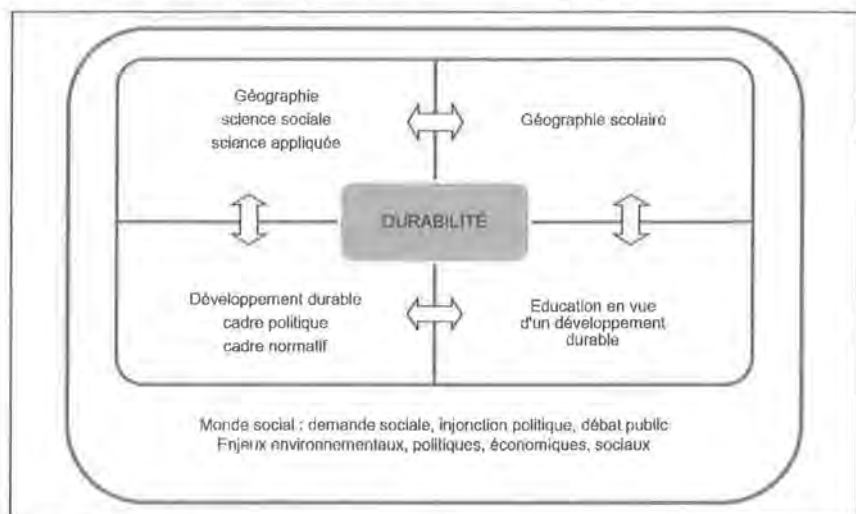 Géographie
science sociale
science appliquée
Géographie scolaire
DURABILITÉ
Développement durable
cadre politique
cadre normatif
Education en vue
d'un développement
durable
Monde social : demande sociale, injonction politique, débat public
Enjeux environnementaux, politiques, économiques, sociaux